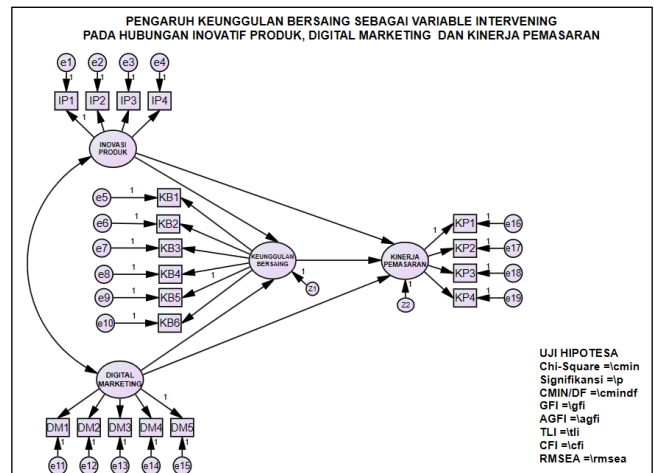 PENGARUH KEUNGGULAN BERSAING SEBAGAI VARIABLE INTERVENING
PADA HUBUNGAN INOVATIF PRODUK, DIGITAL MARKETING DAN KINERJA PEMASARAN
e1 e2 e3 e4
1 1 1 1
IP1 IP2 IP3 IP4
1
INOVASI
PRODUK
e5 1 KB1
e6 1 KB2
e7 1 KB3
e8 1 KB4
e9 1 KB5
e10 1 KB6
1
KEUNGGULAN
BERSAING
1
Z1
KINERJA
PEMASARAN
1
Z2
1
KP1 1 e16
KP2 1 e17
KP3 1 e18
KP4 1 e19
DIGITAL
MARKETING
1
DM1 DM2 DM3 DM4 DM5
1 1 1 1 1
e11 e12 e13 e14 e15
UJI HIPOTESA
Chi-Square =\cmin
Signifikansi =\p
CMIN/DF =\cmindf
GFI =\gfi
AGFI =\agfi
TLI =\tli
CFI =\cfi
RMSEA =\rmsea